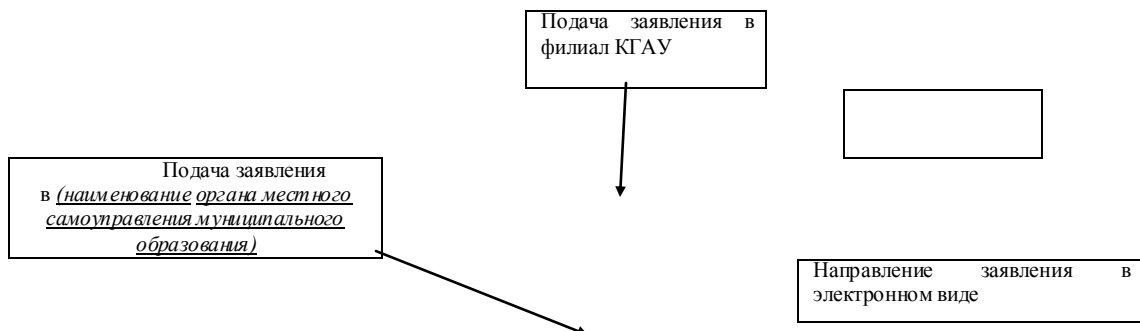 Подача заявления в
филиал КГАУ
Подача заявления
в (наименование органа местного
самоуправления муниципального
образования)
Направление заявления в
электронном виде